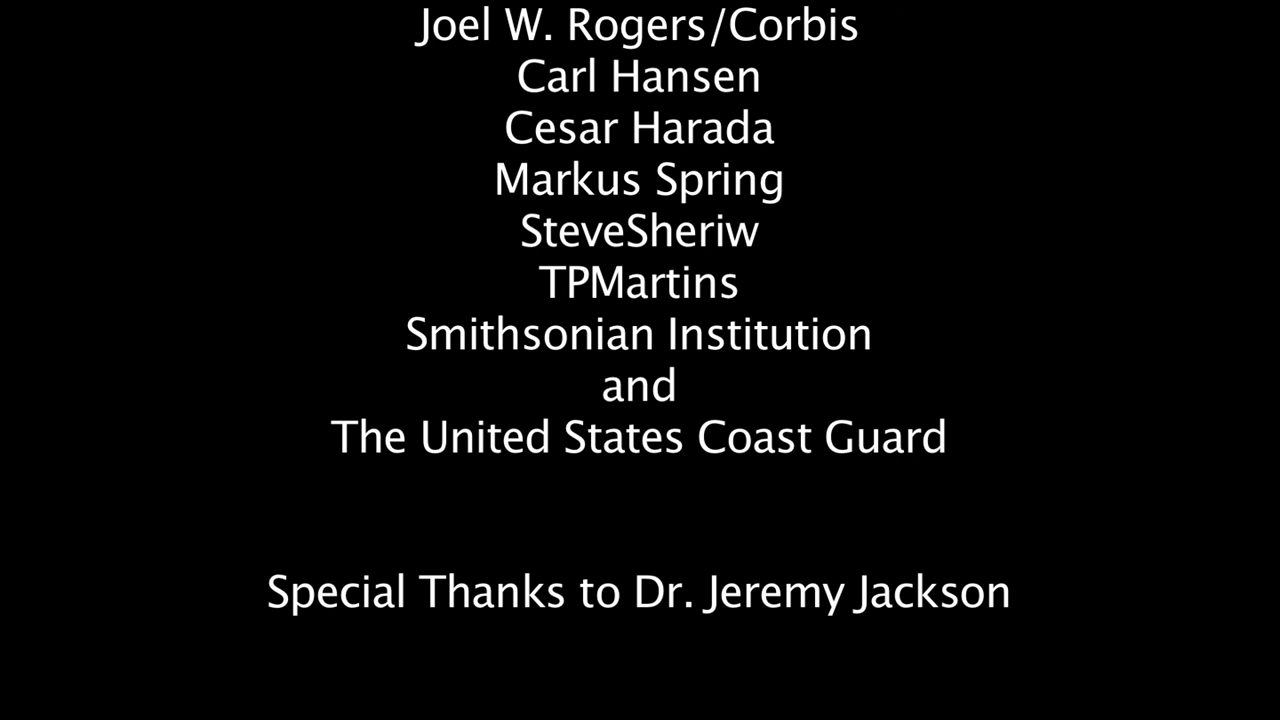 Joel W. Rogers/Corbis
Carl Hansen
Cesar Harada
Markus Spring
SteveSheriw
TPMartins
Smithsonian Institution
and
The United States Coast Guard
Special Thanks to Dr. Jeremy Jackson